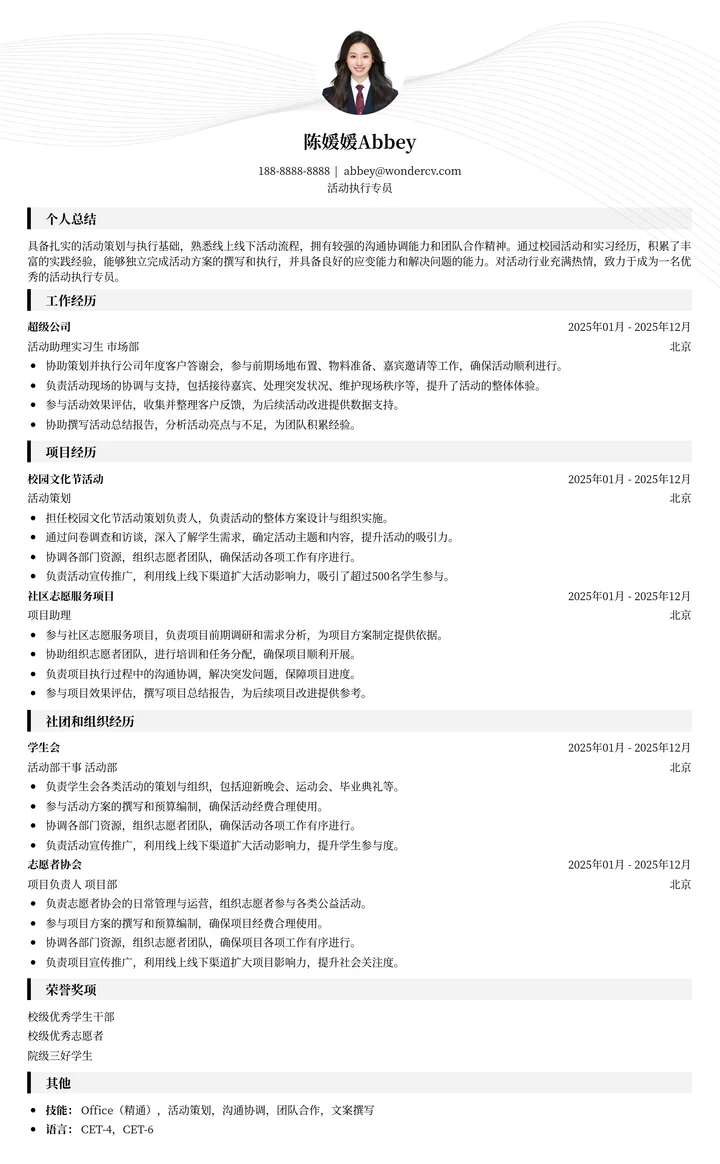 陈媛媛Abbey
188-8888-8888 | abbey@wondercv.com
活动执行专员
个人总结
具备扎实的活动策划与执行基础，熟悉线上线下活动流程，拥有较强的沟通协调能力和团队合作精神。通过校园活动和实习经历，积累了丰
富的实践经验，能够独立完成活动方案的撰写和执行，并具备良好的应变能力和解决问题的能力。对活动行业充满热情，致力于成为一名优
秀的活动执行专员。
工作经历
超级公司 2025年01月 - 2025年12月
活动助理实习生 市场部 北京
• 协助策划并执行公司年度客户答谢会，参与前期场地布置、物料准备、嘉宾邀请等工作，确保活动顺利进行。
• 负责活动现场的协调与支持，包括接待嘉宾、处理突发状况、维护现场秩序等，提升了活动的整体体验。
• 参与活动效果评估，收集并整理客户反馈，为后续活动改进提供数据支持。
• 协助撰写活动总结报告，分析活动亮点与不足，为团队积累经验。
项目经历
校园文化节活动 2025年01月 - 2025年12月
活动策划 北京
• 担任校园文化节活动策划负责人，负责活动的整体方案设计与组织实施。
• 通过问卷调查和访谈，深入了解学生需求，确定活动主题和内容，提升活动的吸引力。
• 协调各部门资源，组织志愿者团队，确保活动各项工作有序进行。
• 负责活动宣传推广，利用线上线下渠道扩大活动影响力，吸引了超过500名学生参与。
社区志愿服务项目 2025年01月 - 2025年12月
项目助理 北京
• 参与社区志愿服务项目，负责项目前期调研和需求分析，为项目方案制定提供依据。
• 协助组织志愿者团队，进行培训和任务分配，确保项目顺利开展。
• 负责项目执行过程中的沟通协调，解决突发问题，保障项目进度。
• 参与项目效果评估，撰写项目总结报告，为后续项目改进提供参考。
社团和组织经历
学生会 2025年01月 - 2025年12月
活动部干事 活动部 北京
• 负责学生会各类活动的策划与组织，包括迎新晚会、运动会、毕业典礼等。
• 参与活动方案的撰写和预算编制，确保活动经费合理使用。
• 协调各部门资源，组织志愿者团队，确保活动各项工作有序进行。
• 负责活动宣传推广，利用线上线下渠道扩大活动影响力，提升学生参与度。
志愿者协会 2025年01月 - 2025年12月
项目负责人 项目部 北京
• 负责志愿者协会的日常管理与运营，组织志愿者参与各类公益活动。
• 参与项目方案的撰写和预算编制，确保项目经费合理使用。
• 协调各部门资源，组织志愿者团队，确保项目各项工作有序进行。
• 负责项目宣传推广，利用线上线下渠道扩大项目影响力，提升社会关注度。
荣誉奖项
校级优秀学生干部
校级优秀志愿者
院级三好学生
其他
• 技能： Office（精通），活动策划，沟通协调，团队合作，文案撰写
• 语言： CET-4，CET-6